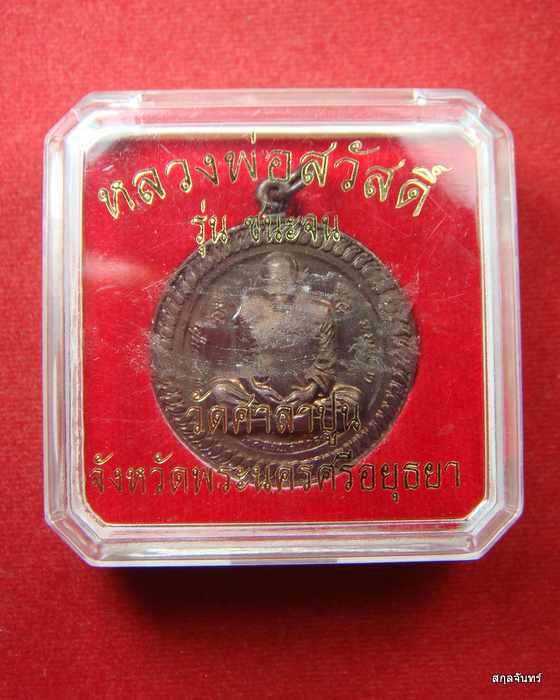 หลวงพ่อสวัสดิ์
รุ่น ชนะจน
วัดศาลาปูน
จังหวัดพระนครศรีอยุธยา
สกุลจันทร์